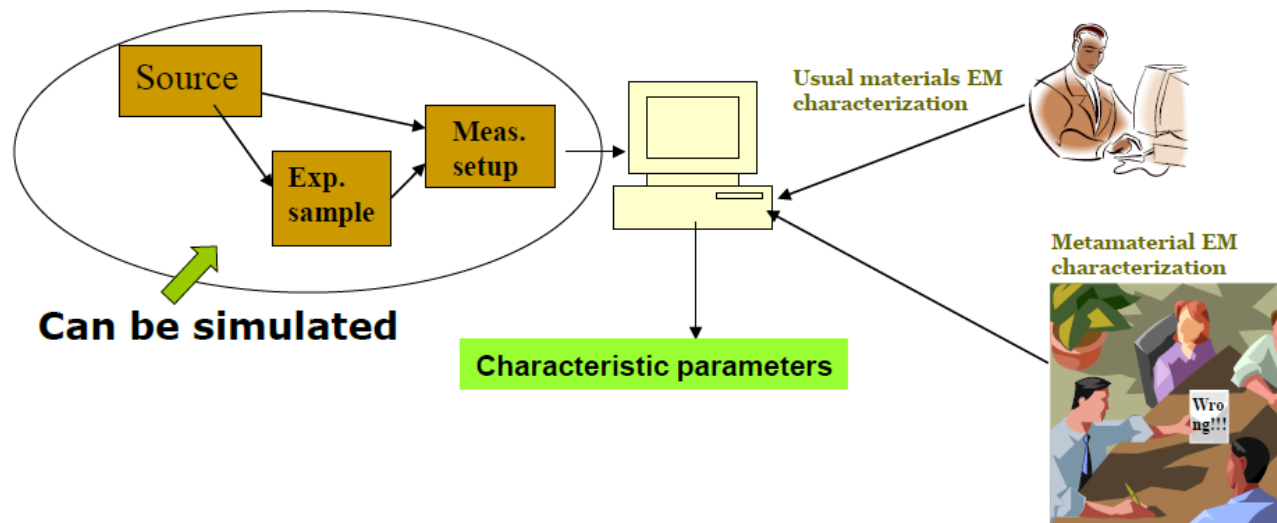 Source
Exp.
sample
Meas.
setup
Can be simulated
Characteristic parameters
Usual materials EM
characterization
Metamaterial EM
characterization
Wro
ng!!!